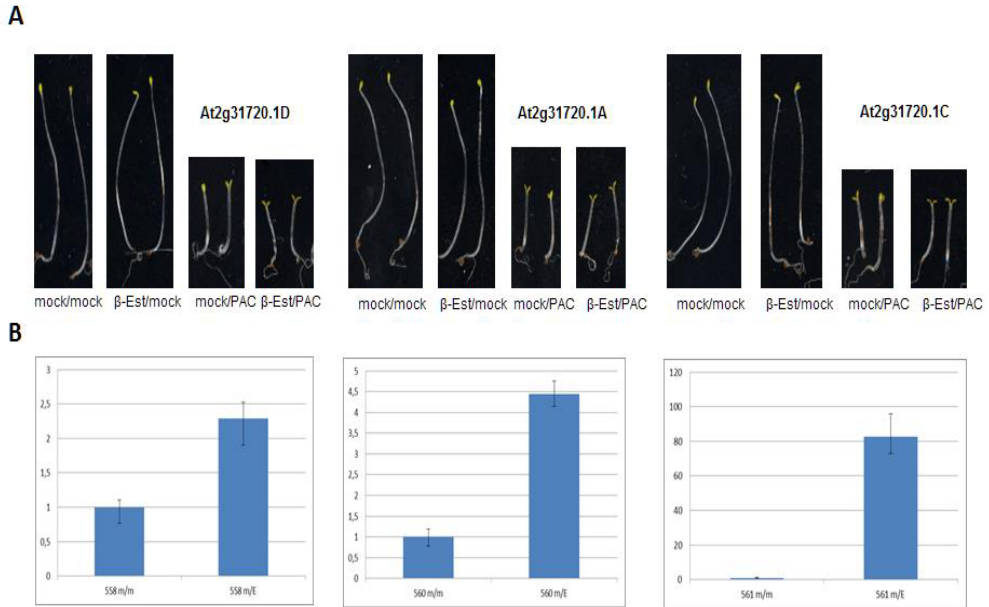 A
At2g31720.1D
At2g31720.1A
At2g31720.1C
mock/mock
β-Est/mock
mock/PAC
β-Est/PAC
mock/mock
β-Est/mock
mock/PAC
β-Est/PAC
mock/mock
β-Est/mock
mock/PAC
β-Est/PAC
B
3
2,5
2
1,5
1
0,5
0
558 m/m
558 m/E
5
4,5
4
3,5
3
2,5
2
1,5
1
0,5
0
560 m/m
560 m/E
120
100
80
60
40
20
0
561 m/m
561 m/E